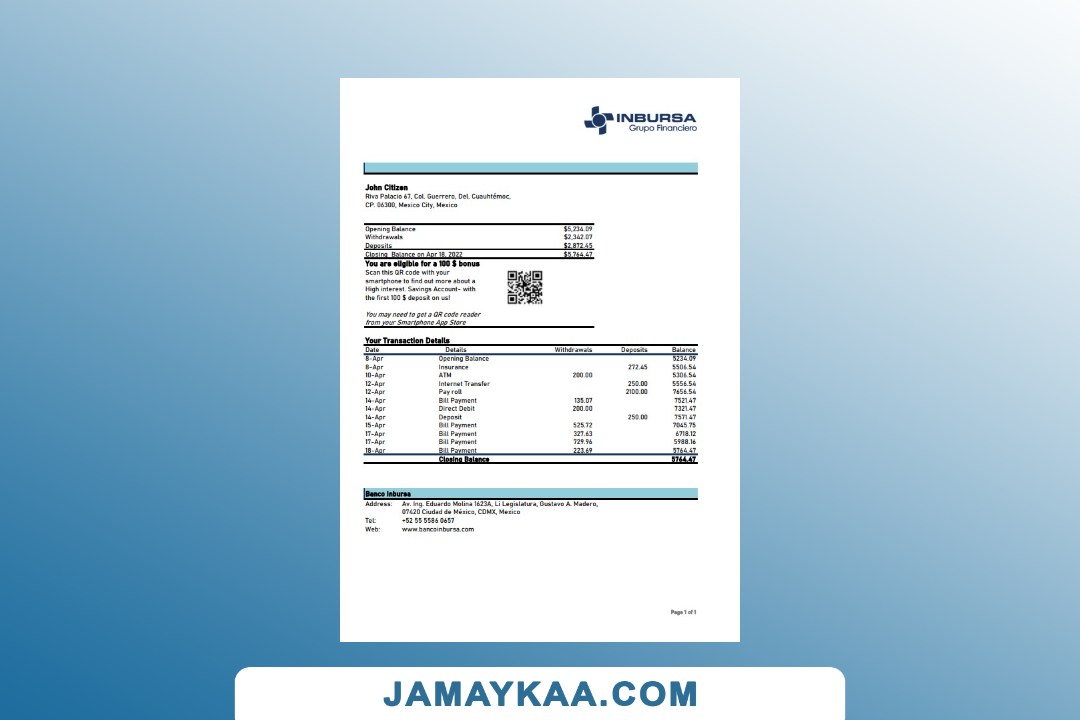 INBURSA
Grupo Financiero
John Citizen
Riva Palacio 67, Col. Guerrero, Del. Cuauhtémoc,
CP. 06300, Mexico City, Mexico
Opening Balance $5,234.09
Withdrawals $2,342.07
Deposits $2,872.45
Closing Balance on Apr 18, 2022 $5,764.47
You are eligible for a 100 $ bonus
Scan this QR code with your
smartphone to find out more about a
High interest. Savings Account- with
the first 100 $ deposit on us!
You may need to get a QR code reader
from your Smartphone App Store
Your Transaction Details
Date Details Withdrawals Deposits Balance
8-Apr Opening Balance 5234.09
8-Apr Insurance 272.45 5506.54
10-Apr ATM 200.00 5306.54
12-Apr Internet Transfer 250.00 5556.54
12-Apr Pay roll 2100.00 7656.54
14-Apr Bill Payment 135.07 7521.47
14-Apr Direct Debit 200.00 7321.47
14-Apr Deposit 250.00 7571.47
15-Apr Bill Payment 525.72 7045.75
17-Apr Bill Payment 327.63 6718.12
17-Apr Bill Payment 729.96 5988.16
18-Apr Bill Payment 223.69 5764.47
Closing Balance 5764.47
Banco Inbursa
Address: Av. Ing. Eduardo Molina 1623A, Li Legislatura, Gustavo A. Madero,
07420 Ciudad de México, CDMX, Mexico
Tel: +52 55 5586 0657
Web: www.bancoinbursa.com
Page 1 of 1
JAMAYKAA.COM